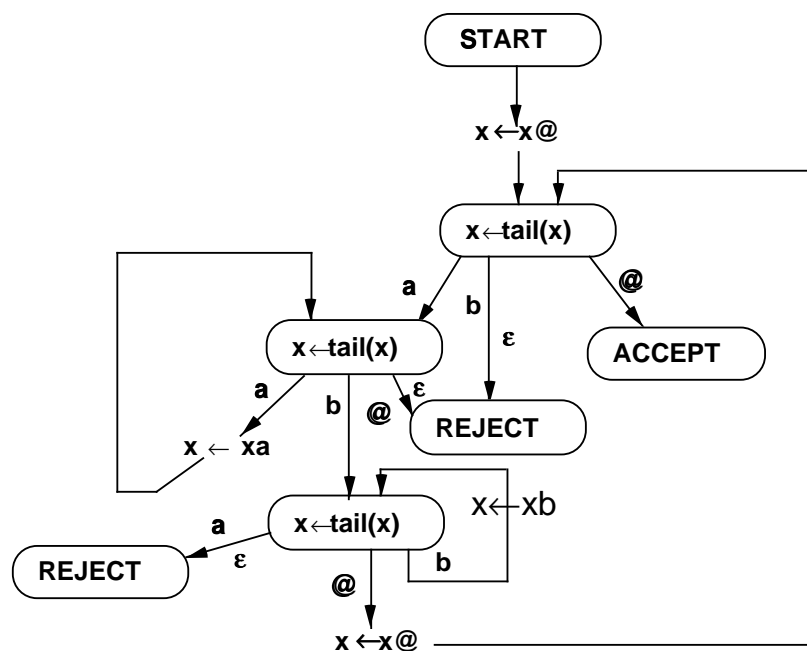 START
x ←x @
x←tail(x)
a
b
@
ε
x←tail(x)
ACCEPT
a
b
@
ε
REJECT
x ← xa
x←xb
x←tail(x)
a
ε
b
REJECT
@
x ←x @